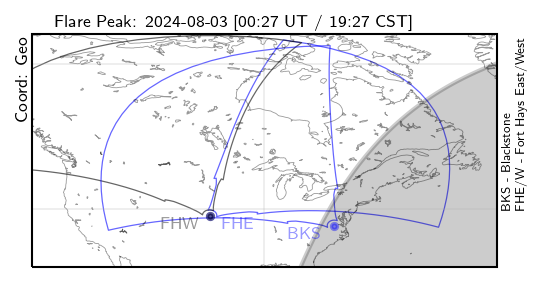 Flare Peak: 2024-08-03 [00:27 UT / 19:27 CST]
Coord: Geo
FHW
FHE
BKS
BKS - Blackstone
FHE/W - Fort Hays East/West